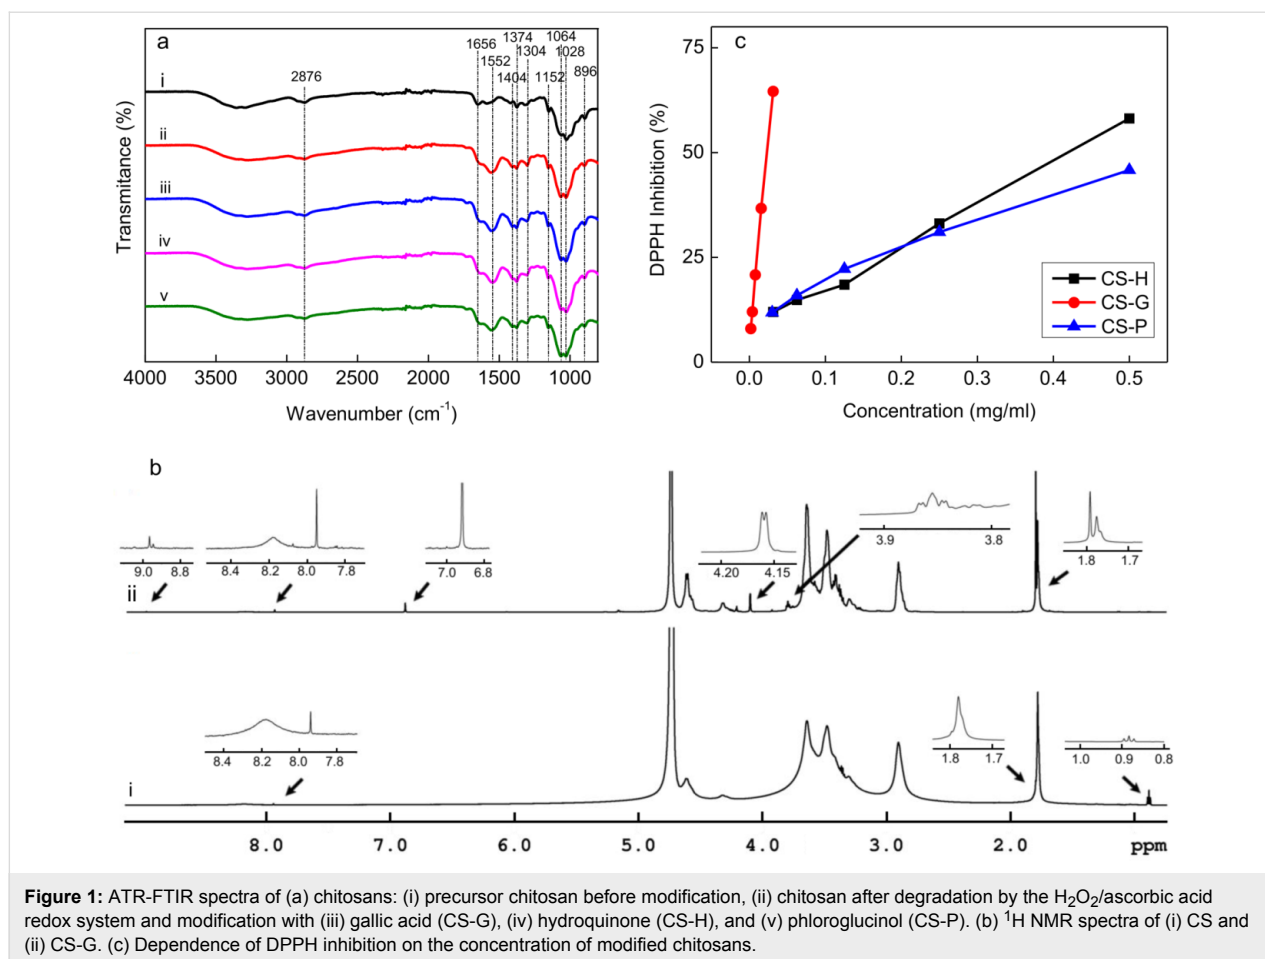 a
1656
1552
1374
1404
1304
1152
1064
1028
896
2876
i
ii
iii
iv
v
Transmitance (%)
4000 3500 3000 2500 2000 1500 1000
Wavenumber (cm⁻¹)
c
75
50
25
0
DPPH Inhibition (%)
CS-H
CS-G
CS-P
0.0 0.1 0.2 0.3 0.4 0.5
Concentration (mg/ml)
b
9.0 8.8
8.4 8.2 8.0 7.8
7.0 6.8
4.20 4.15
3.9 3.8
1.8 1.7
ii
8.4 8.2 8.0 7.8
1.8 1.7
1.0 0.9 0.8
i
8.0 7.0 6.0 5.0 4.0 3.0 2.0 ppm
Figure 1: ATR-FTIR spectra of (a) chitosans: (i) precursor chitosan before modification, (ii) chitosan after degradation by the H₂O₂/ascorbic acid
redox system and modification with (iii) gallic acid (CS-G), (iv) hydroquinone (CS-H), and (v) phloroglucinol (CS-P). (b) ¹H NMR spectra of (i) CS and
(ii) CS-G. (c) Dependence of DPPH inhibition on the concentration of modified chitosans.